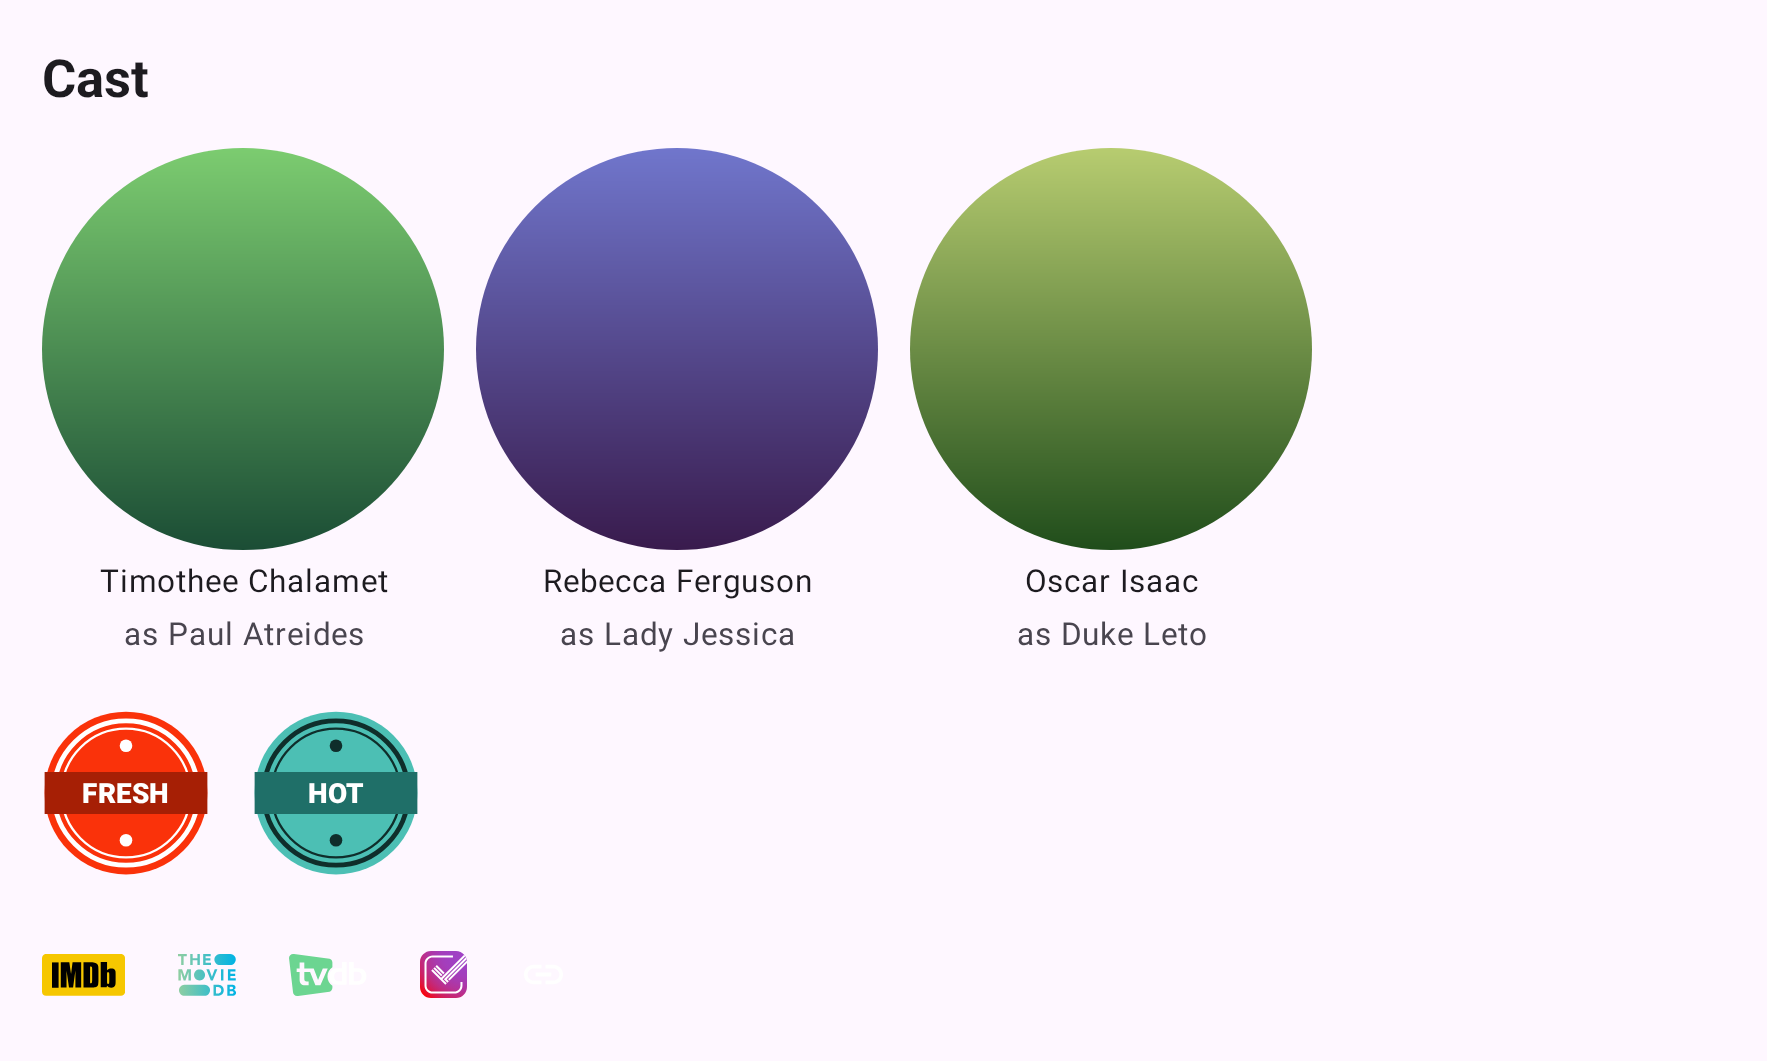 Cast
Timothee Chalamet
as Paul Atreides
Rebecca Ferguson
as Lady Jessica
Oscar Isaac
as Duke Leto
FRESH
HOT
IMDb
THE
MOVIE
DB
tvdb